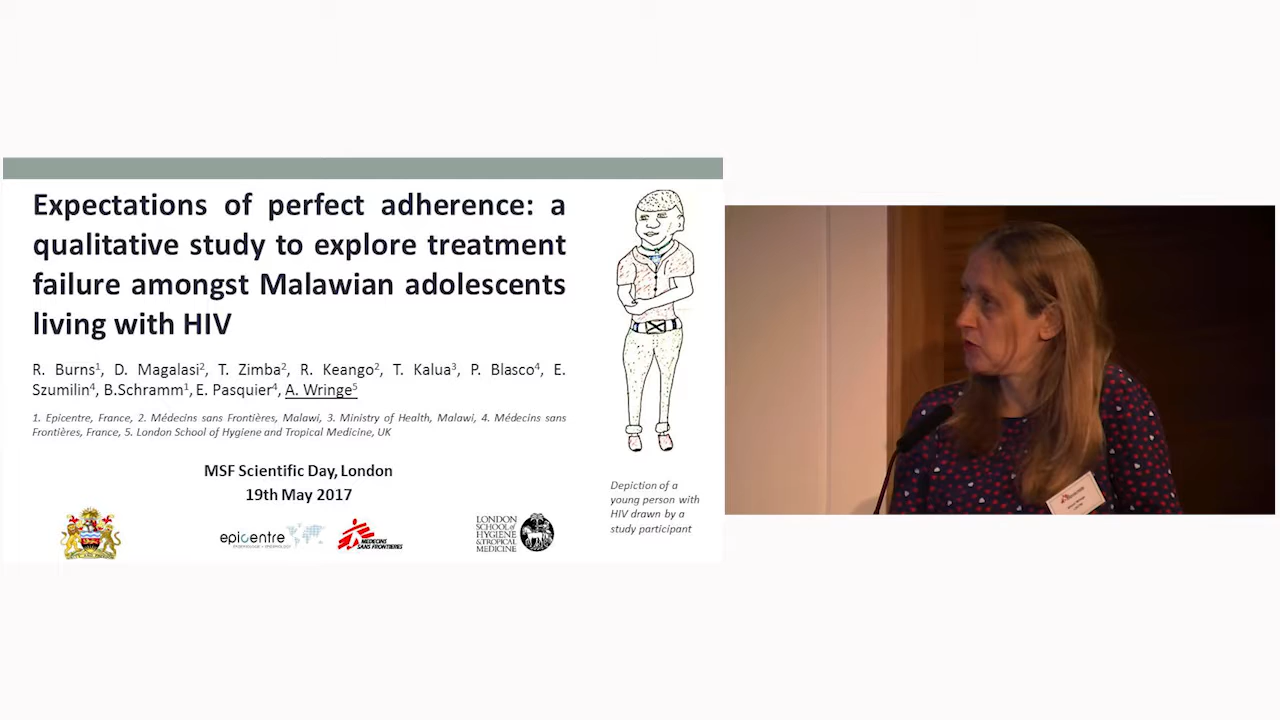 Expectations of perfect adherence: a
qualitative study to explore treatment
failure amongst Malawian adolescents
living with HIV
R. Burns1, D. Magalasi2, T. Zimba2, R. Keango2, T. Kalua3, P. Blasco4, E.
Szumilin4, B.Schramm1, E. Pasquier4, A. Wringe5
1. Epicentre, France, 2. Médecins sans Frontières, Malawi, 3. Ministry of Health, Malawi, 4. Médecins sans
Frontières, France, 5. London School of Hygiene and Tropical Medicine, UK
MSF Scientific Day, London
19th May 2017
epicentre
MEDECINS
SANS FRONTIERES
LONDON
SCHOOL of
HYGIENE
& TROPICAL
MEDICINE
Depiction of a
young person with
HIV drawn by a
study participant